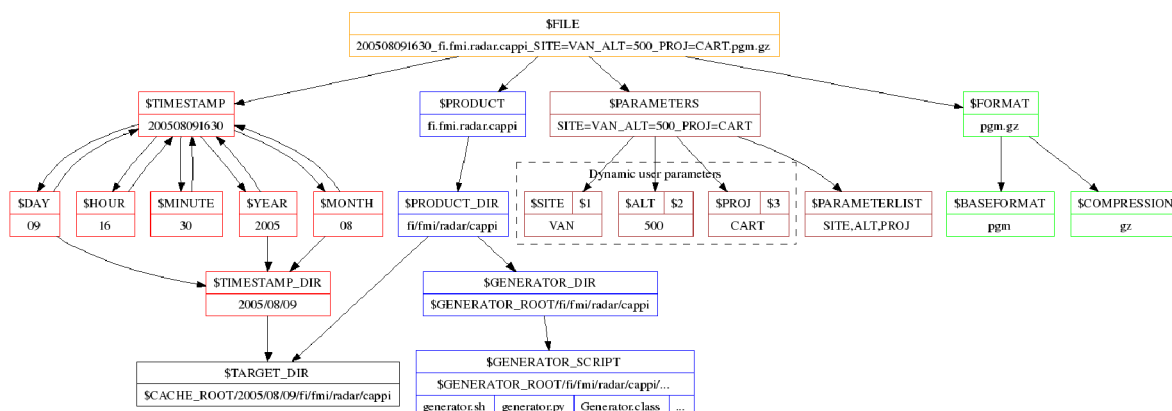 $FILE
200508091630_fi.fmi.radar.cappi_SITE=VAN_ALT=500_PROJ=CART.pgm.gz
$TIMESTAMP
200508091630
$PRODUCT
fi.fmi.radar.cappi
$PARAMETERS
SITE=VAN_ALT=500_PROJ=CART
$FORMAT
pgm.gz
Dynamic user parameters
$DAY
09
$HOUR
16
$MINUTE
30
$YEAR
2005
$MONTH
08
$PRODUCT_DIR
fi/fmi/radar/cappi
$SITE $1
VAN
$ALT $2
500
$PROJ $3
CART
$PARAMETERLIST
SITE,ALT,PROJ
$BASEFORMAT
pgm
$COMPRESSION
gz
$TIMESTAMP_DIR
2005/08/09
$GENERATOR_DIR
$GENERATOR_ROOT/fi/fmi/radar/cappi
$TARGET_DIR
$CACHE_ROOT/2005/08/09/fi/fmi/radar/cappi
$GENERATOR_SCRIPT
$GENERATOR_ROOT/fi/fmi/radar/cappi/...
generator.sh generator.py Generator.class ...